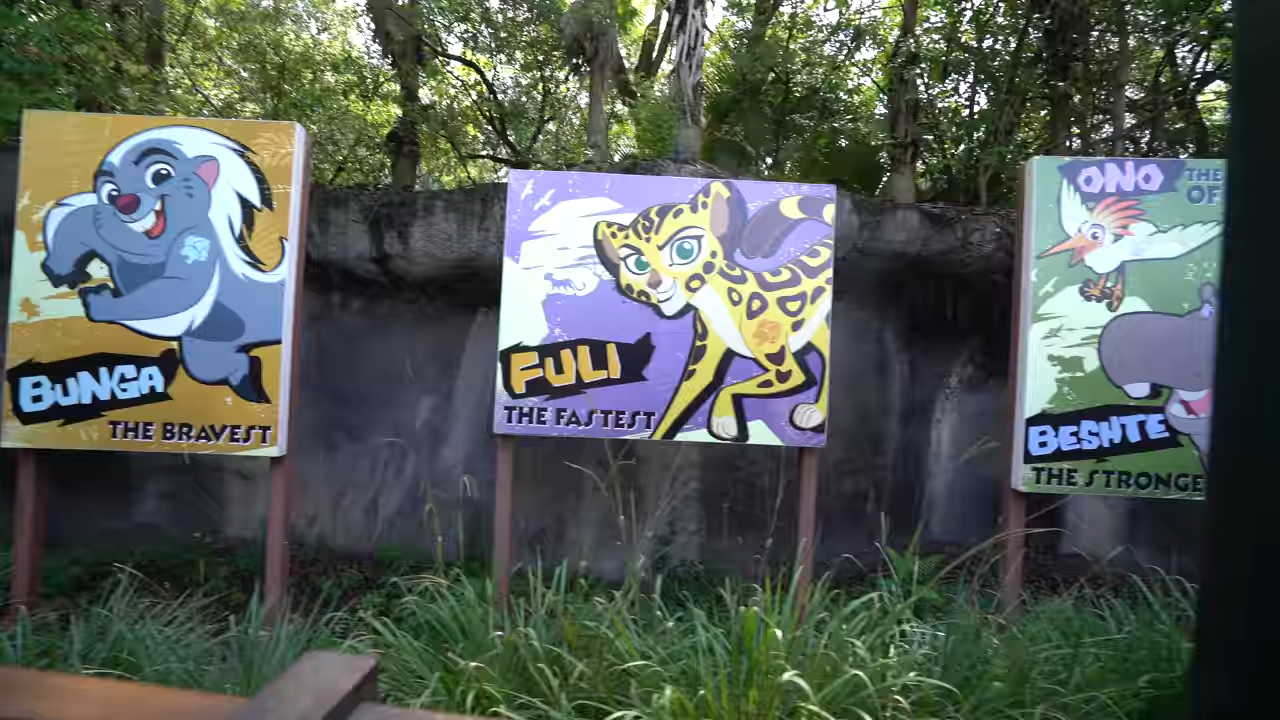 BUNGA
THE BRAVEST
FULI
THE FASTEST
ONO THE
OF
BESHTE
THE STRONGE